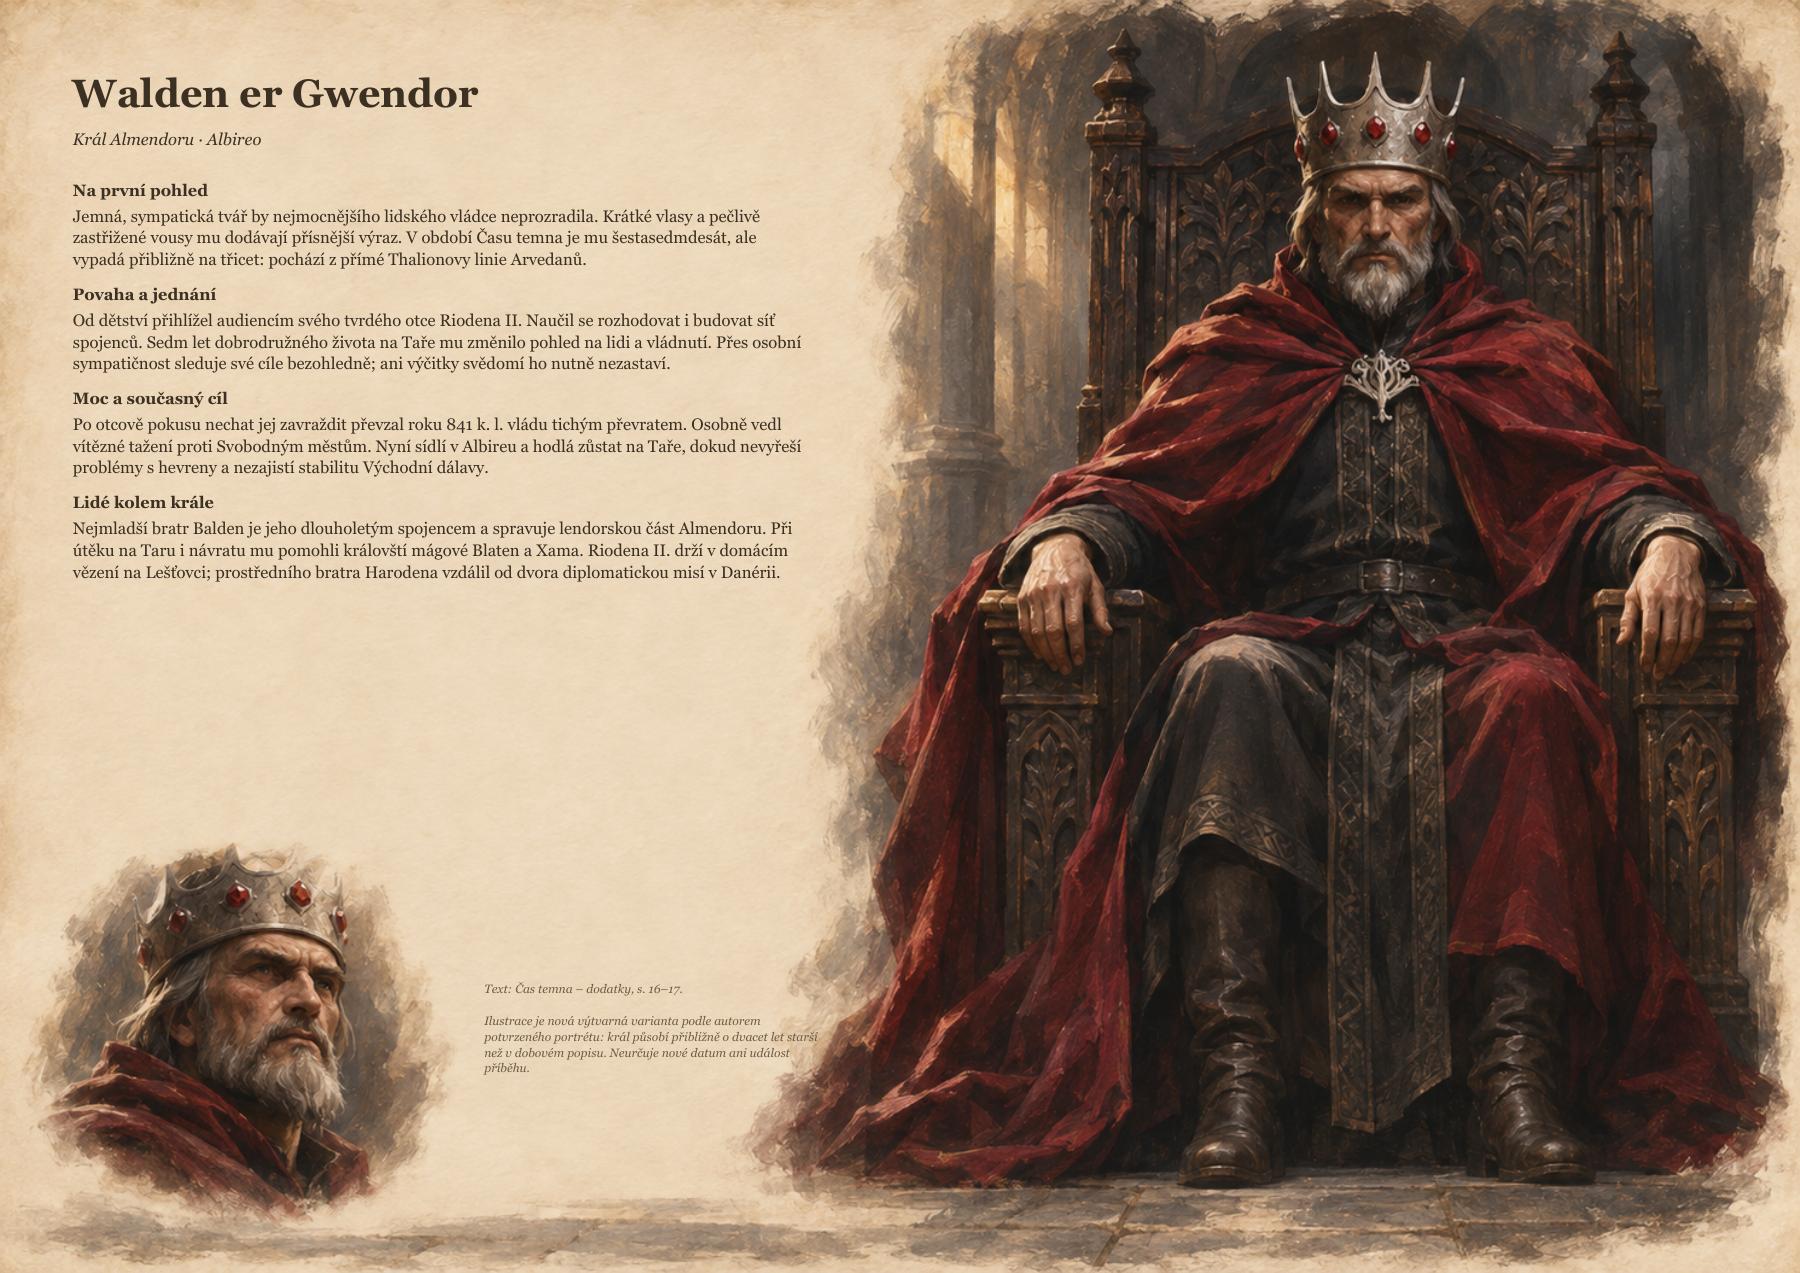 Walden er Gwendor
Král Almendoru · Albireo
Na první pohled
Jemná, sympatická tvář by nejmocnějšího lidského vládce neprozradila. Krátké vlasy a pečlivě
zastřižené vousy mu dodávají přísnější výraz. V období Času temna je mu šestasedmdesát, ale
vypadá přibližně na třicet: pochází z přímé Thalionovy linie Arvedanů.
Povaha a jednání
Od dětství přihlížel audiencím svého tvrdého otce Riodena II. Naučil se rozhodovat i budovat síť
spojenců. Sedm let dobrodružného života na Taře mu změnilo pohled na lidi a vládnutí. Přes osobní
sympatičnost sleduje své cíle bezohledně; ani výčitky svědomí ho nutně nezastaví.
Moc a současný cíl
Po otcově pokusu nechat jej zavraždit převzal roku 841 k. l. vládu tichým převratem. Osobně vedl
vítězné tažení proti Svobodným městům. Nyní sídlí v Albireu a hodlá zůstat na Taře, dokud nevyřeší
problémy s hevreny a nezajistí stabilitu Východní dálavy.
Lidé kolem krále
Nejmladší bratr Balden je jeho dlouholetým spojencem a spravuje lendorskou část Almendoru. Při
útěku na Taru i návratu mu pomohli královští mágové Blaten a Xama. Riodena II. drží v domácím
vězení na Lešťovci; prostředního bratra Harodena vzdálil od dvora diplomatickou misí v Danérii.
Text: Čas temna – dodatky, s. 16–17.
Ilustrace je nová výtvarná varianta podle autorem
potvrzeného portrétu: král působí přibližně o dvacet let starší
než v dobovém popisu. Neurčuje nové datum ani událost
příběhu.